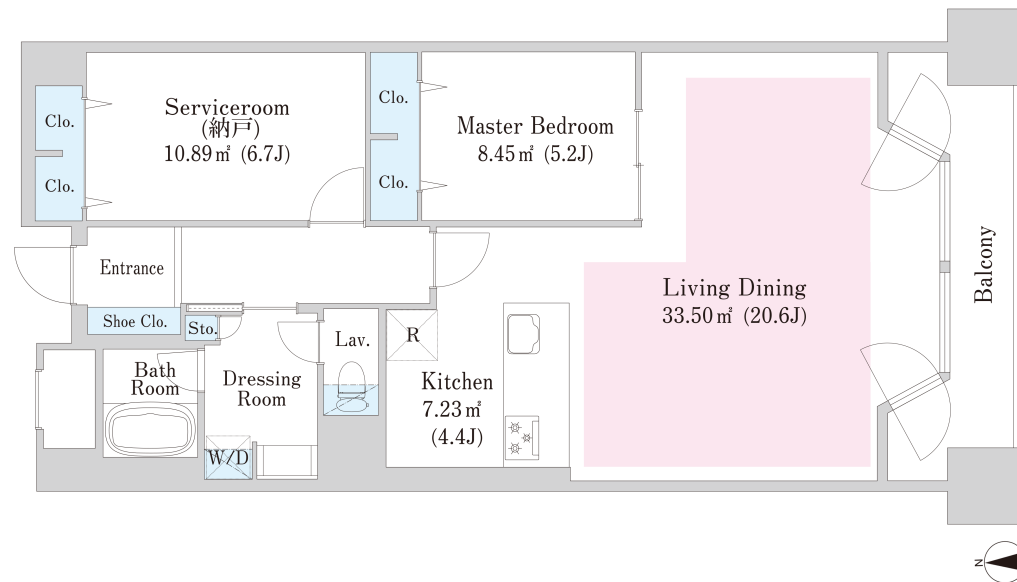 Clo.
Clo.
Serviceroom
(納戸)
10.89㎡ (6.7J)
Clo.
Clo.
Master Bedroom
8.45㎡ (5.2J)
Entrance
Shoe Clo.
Sto.
Lav.
R
Bath
Room
Dressing
Room
W/D
Kitchen
7.23㎡
(4.4J)
Living Dining
33.50㎡ (20.6J)
Balcony
N